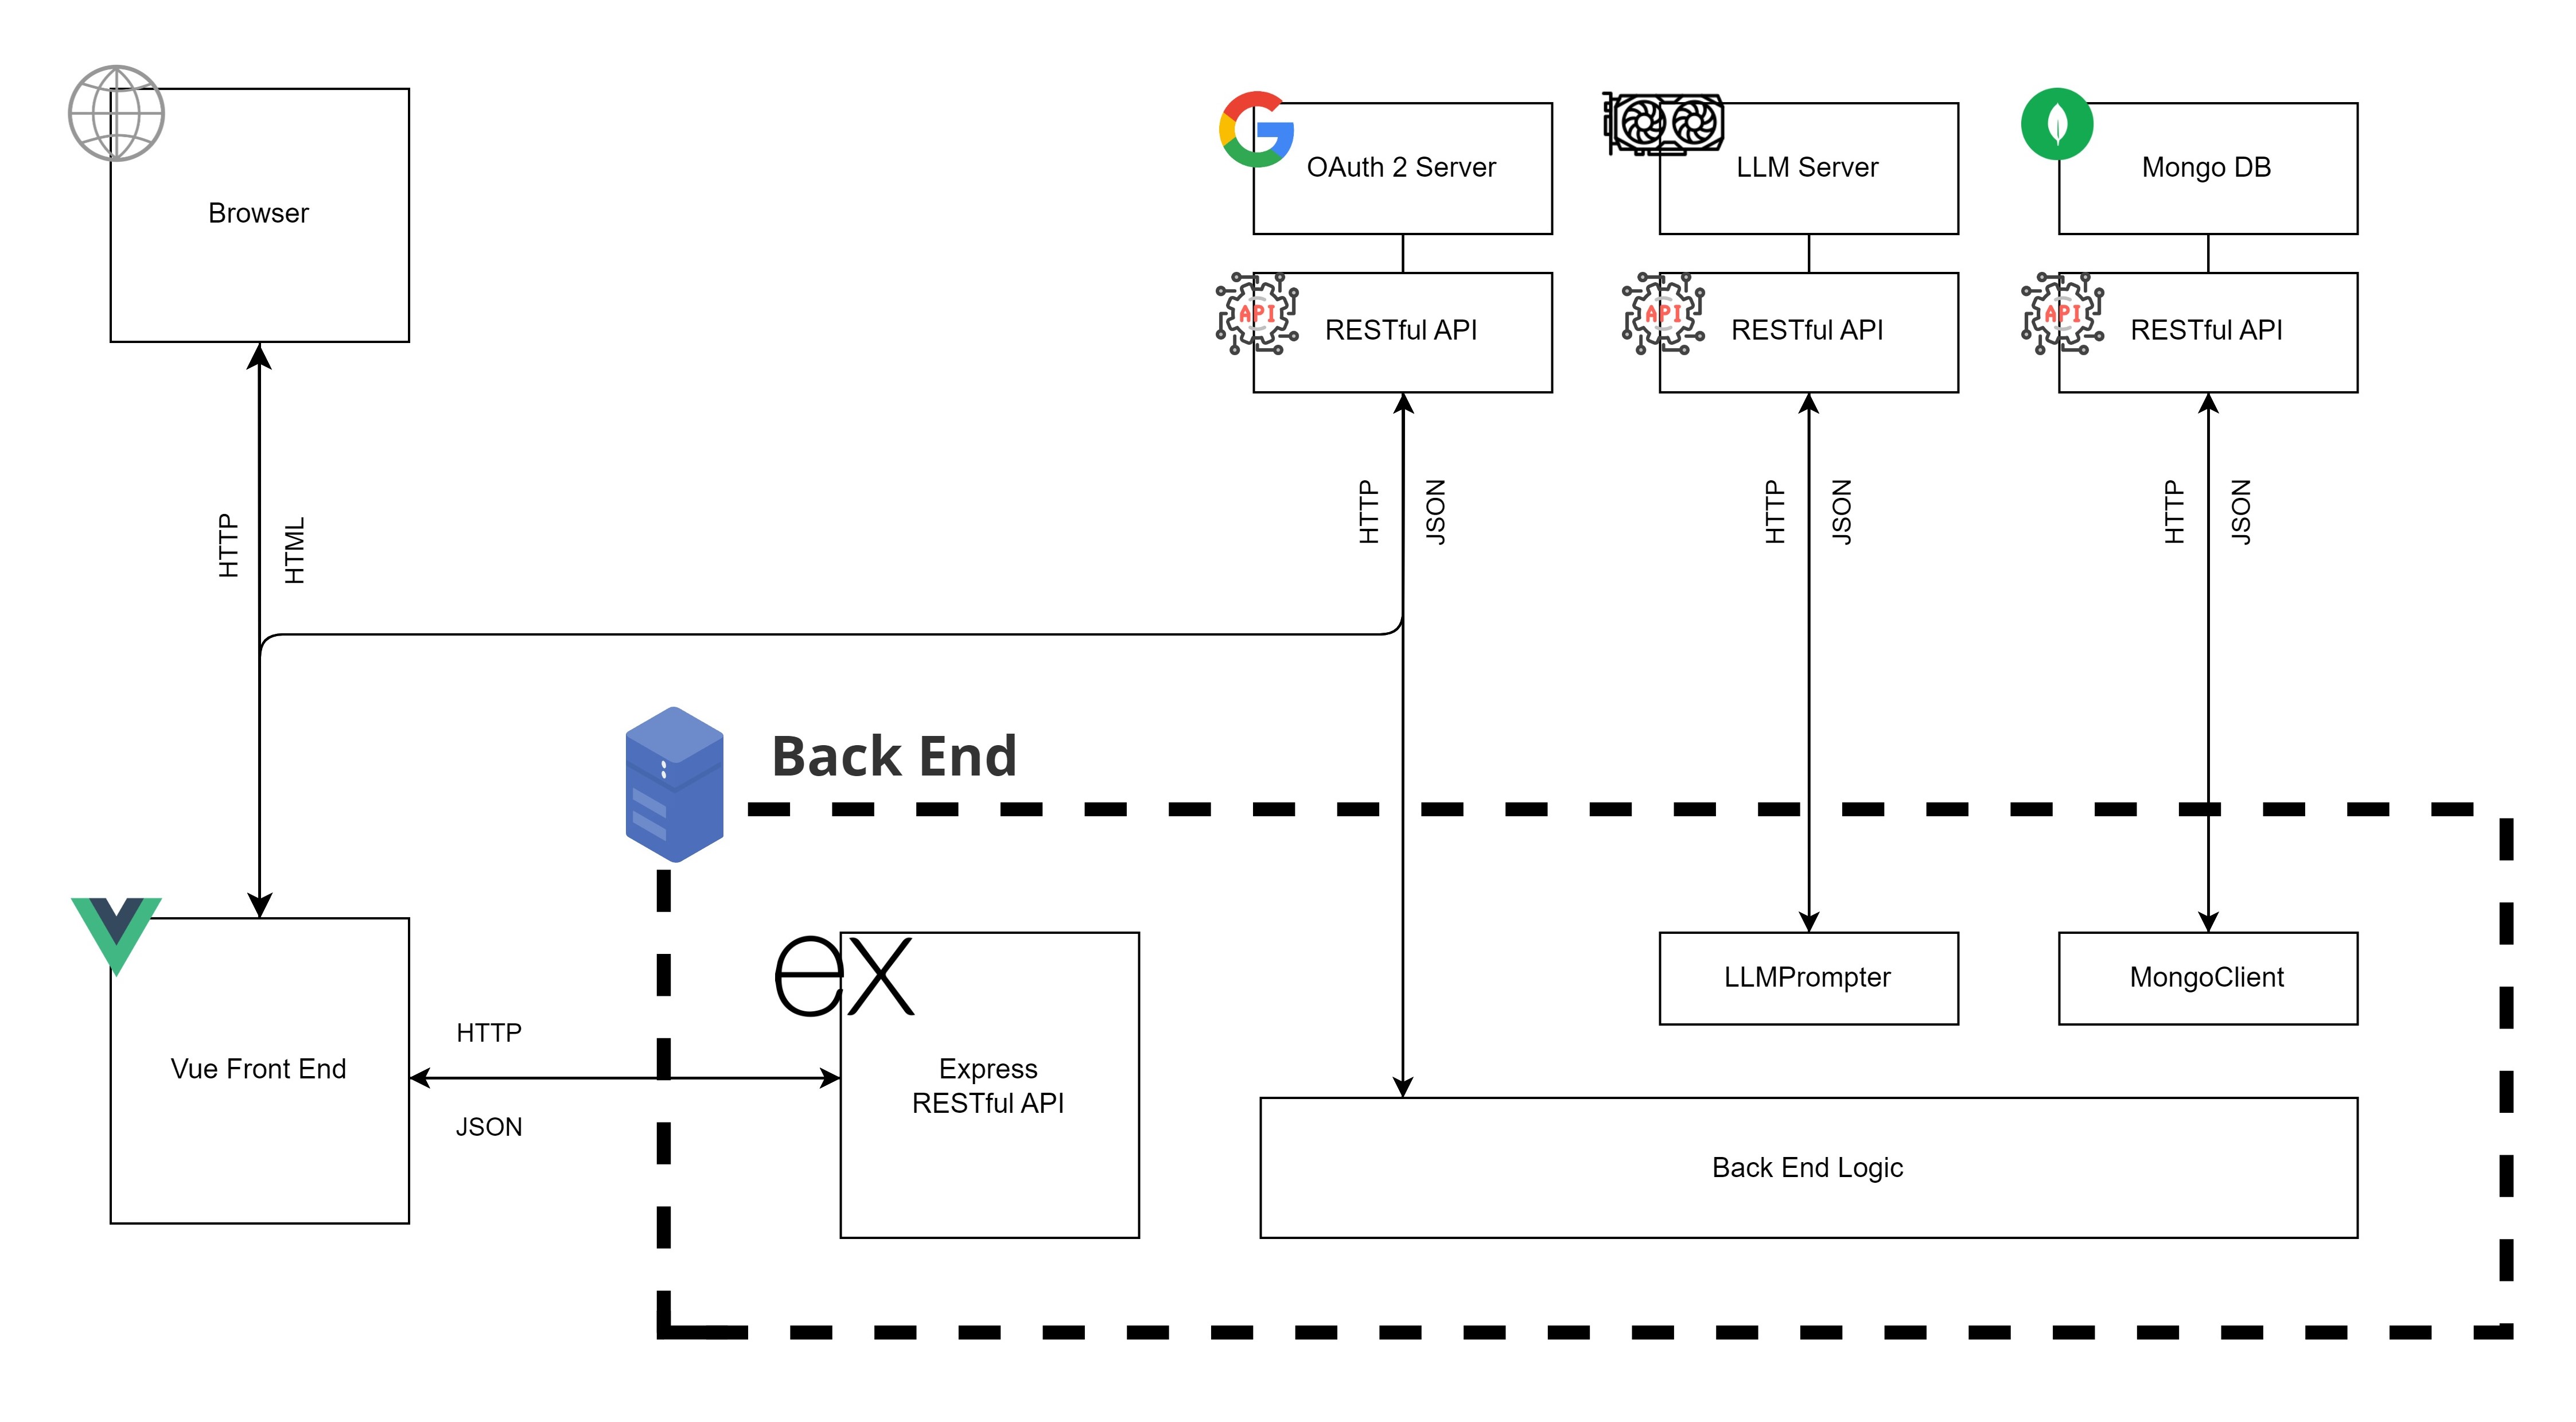 Browser
OAuth 2 Server
LLM Server
Mongo DB
API
RESTful API
API
RESTful API
API
RESTful API
HTTP
HTML
HTTP
JSON
HTTP
JSON
HTTP
JSON
Back End
ex
Vue Front End
HTTP
JSON
Express
RESTful API
LLMPrompter
MongoClient
Back End Logic